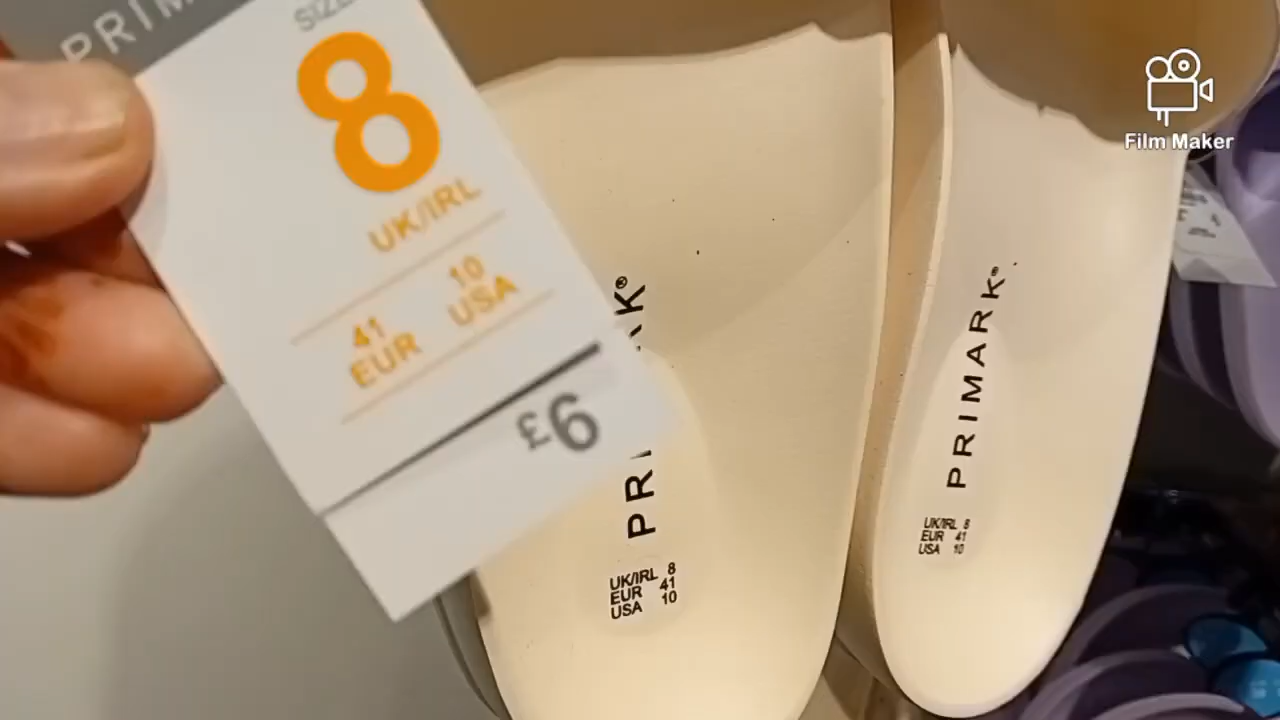 PRIM
SIZE
8
UK/IRL
41
EUR
10
USA
£6
PRI
K®
UK/IRL 8
EUR 41
USA 10
PRIMARK®
UK/IRL 8
EUR 41
USA 10
Film Maker